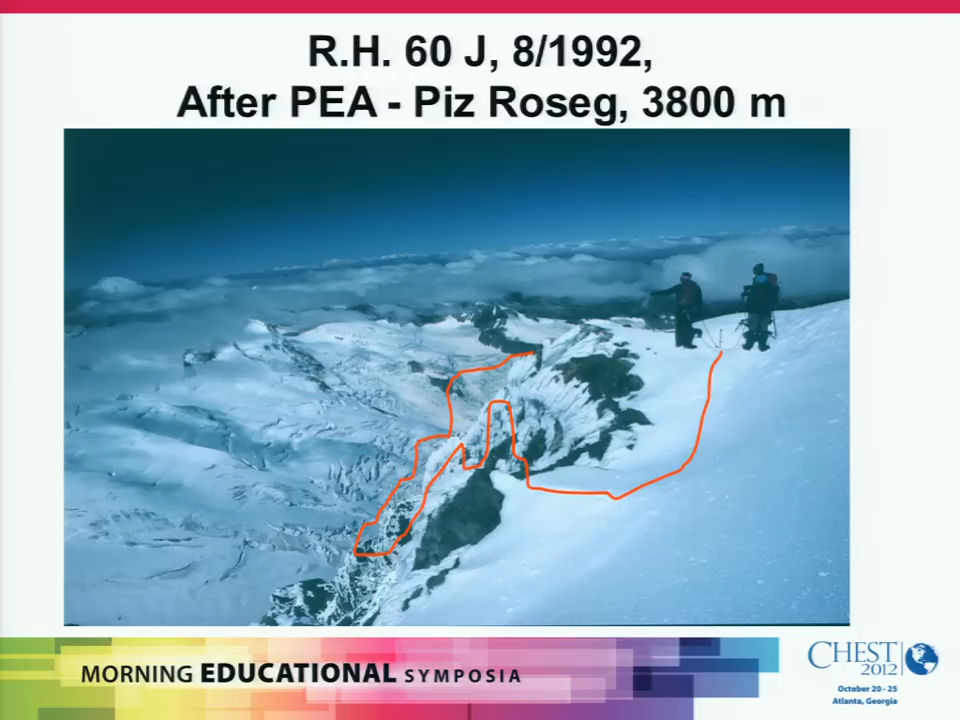 R.H. 60 J, 8/1992,
After PEA - Piz Roseg, 3800 m
MORNING EDUCATIONAL SYMPOSIA
CHEST
2012
October 20 - 25
Atlanta, Georgia